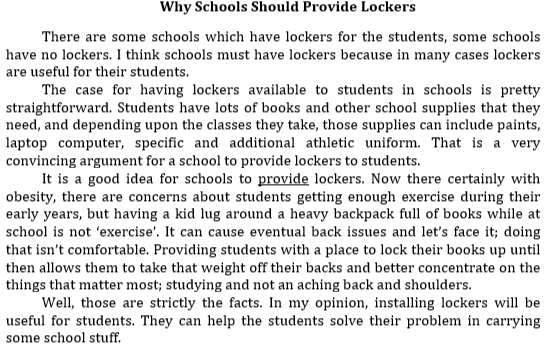 Why Schools Should Provide Lockers
There are some schools which have lockers for the students, some schools
have no lockers. I think schools must have lockers because in many cases lockers
are useful for their students.
The case for having lockers available to students in schools is pretty
straightforward. Students have lots of books and other school supplies that they
need, and depending upon the classes they take, those supplies can include paints,
laptop computer, specific and additional athletic uniform. That is a very
convincing argument for a school to provide lockers to students.
It is a good idea for schools to provide lockers. Now there certainly with
obesity, there are concerns about students getting enough exercise during their
early years, but having a kid lug around a heavy backpack full of books while at
school is not ‘exercise’. It can cause eventual back issues and let’s face it; doing
that isn’t comfortable. Providing students with a place to lock their books up until
then allows them to take that weight off their backs and better concentrate on the
things that matter most; studying and not an aching back and shoulders.
Well, those are strictly the facts. In my opinion, installing lockers will be
useful for students. They can help the students solve their problem in carrying
some school stuff.